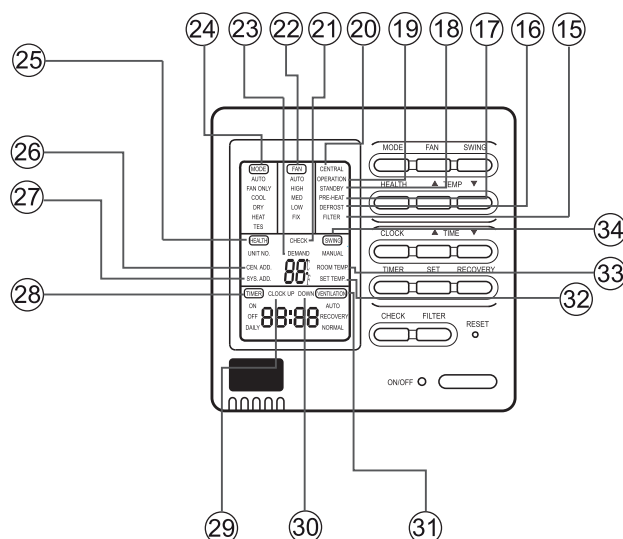 24 23 22 21 20 19 18 17 16 15
25
26
27
28
34
33
32
29 30 31
MODE
AUTO
FAN ONLY
COOL
DRY
HEAT
TES
FAN
AUTO
HIGH
MED
LOW
FIX
CENTRAL
OPERATION
STANDBY
PRE-HEAT
DEFROST
FILTER
HEALTH CHECK SWING
UNIT NO. DEMAND MANUAL
CEN. ADD. 88 ROOM TEMP
SYS. ADD. SET TEMP
TIMER CLOCK UP DOWN VENTILATION
ON AUTO
OFF 88:88 RECOVERY
DAILY NORMAL
MODE FAN SWING
HEALTH ▲ TEMP ▼
CLOCK ▲ TIME ▼
TIMER SET RECOVERY
CHECK FILTER RESET
ON/OFF